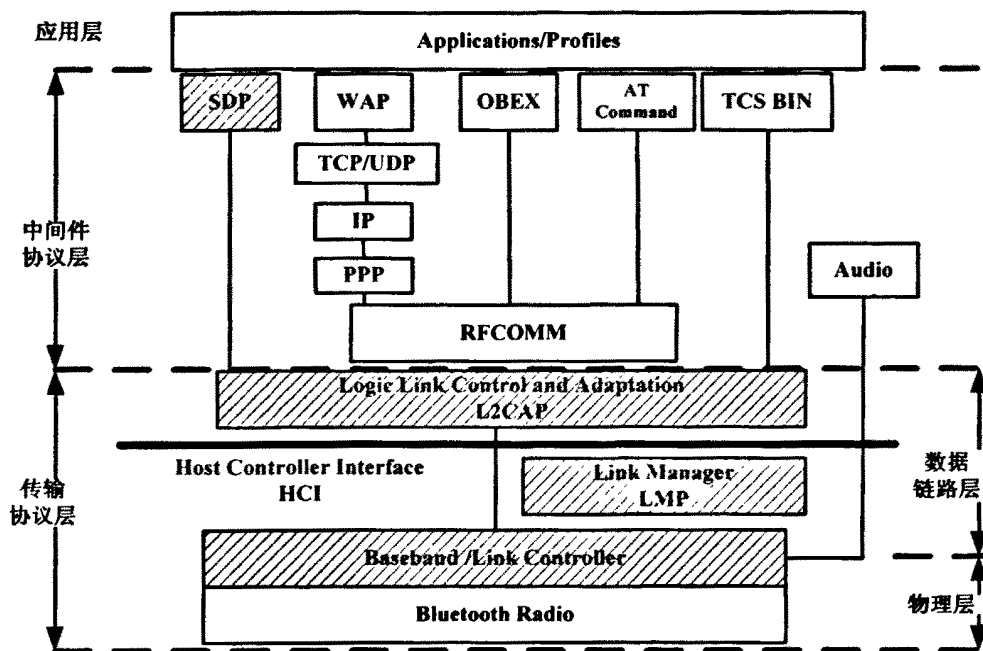 应用层
Applications/Profiles
SDP
WAP
OBEX
AT
Command
TCS BIN
TCP/UDP
IP
PPP
中间件
协议层
Audio
RFCOMM
Logic Link Control and Adaptation
L2CAP
Host Controller Interface
HCI
Link Manager
LMP
数据
链路层
传输
协议层
Baseband /Link Controller
Bluetooth Radio
物理层